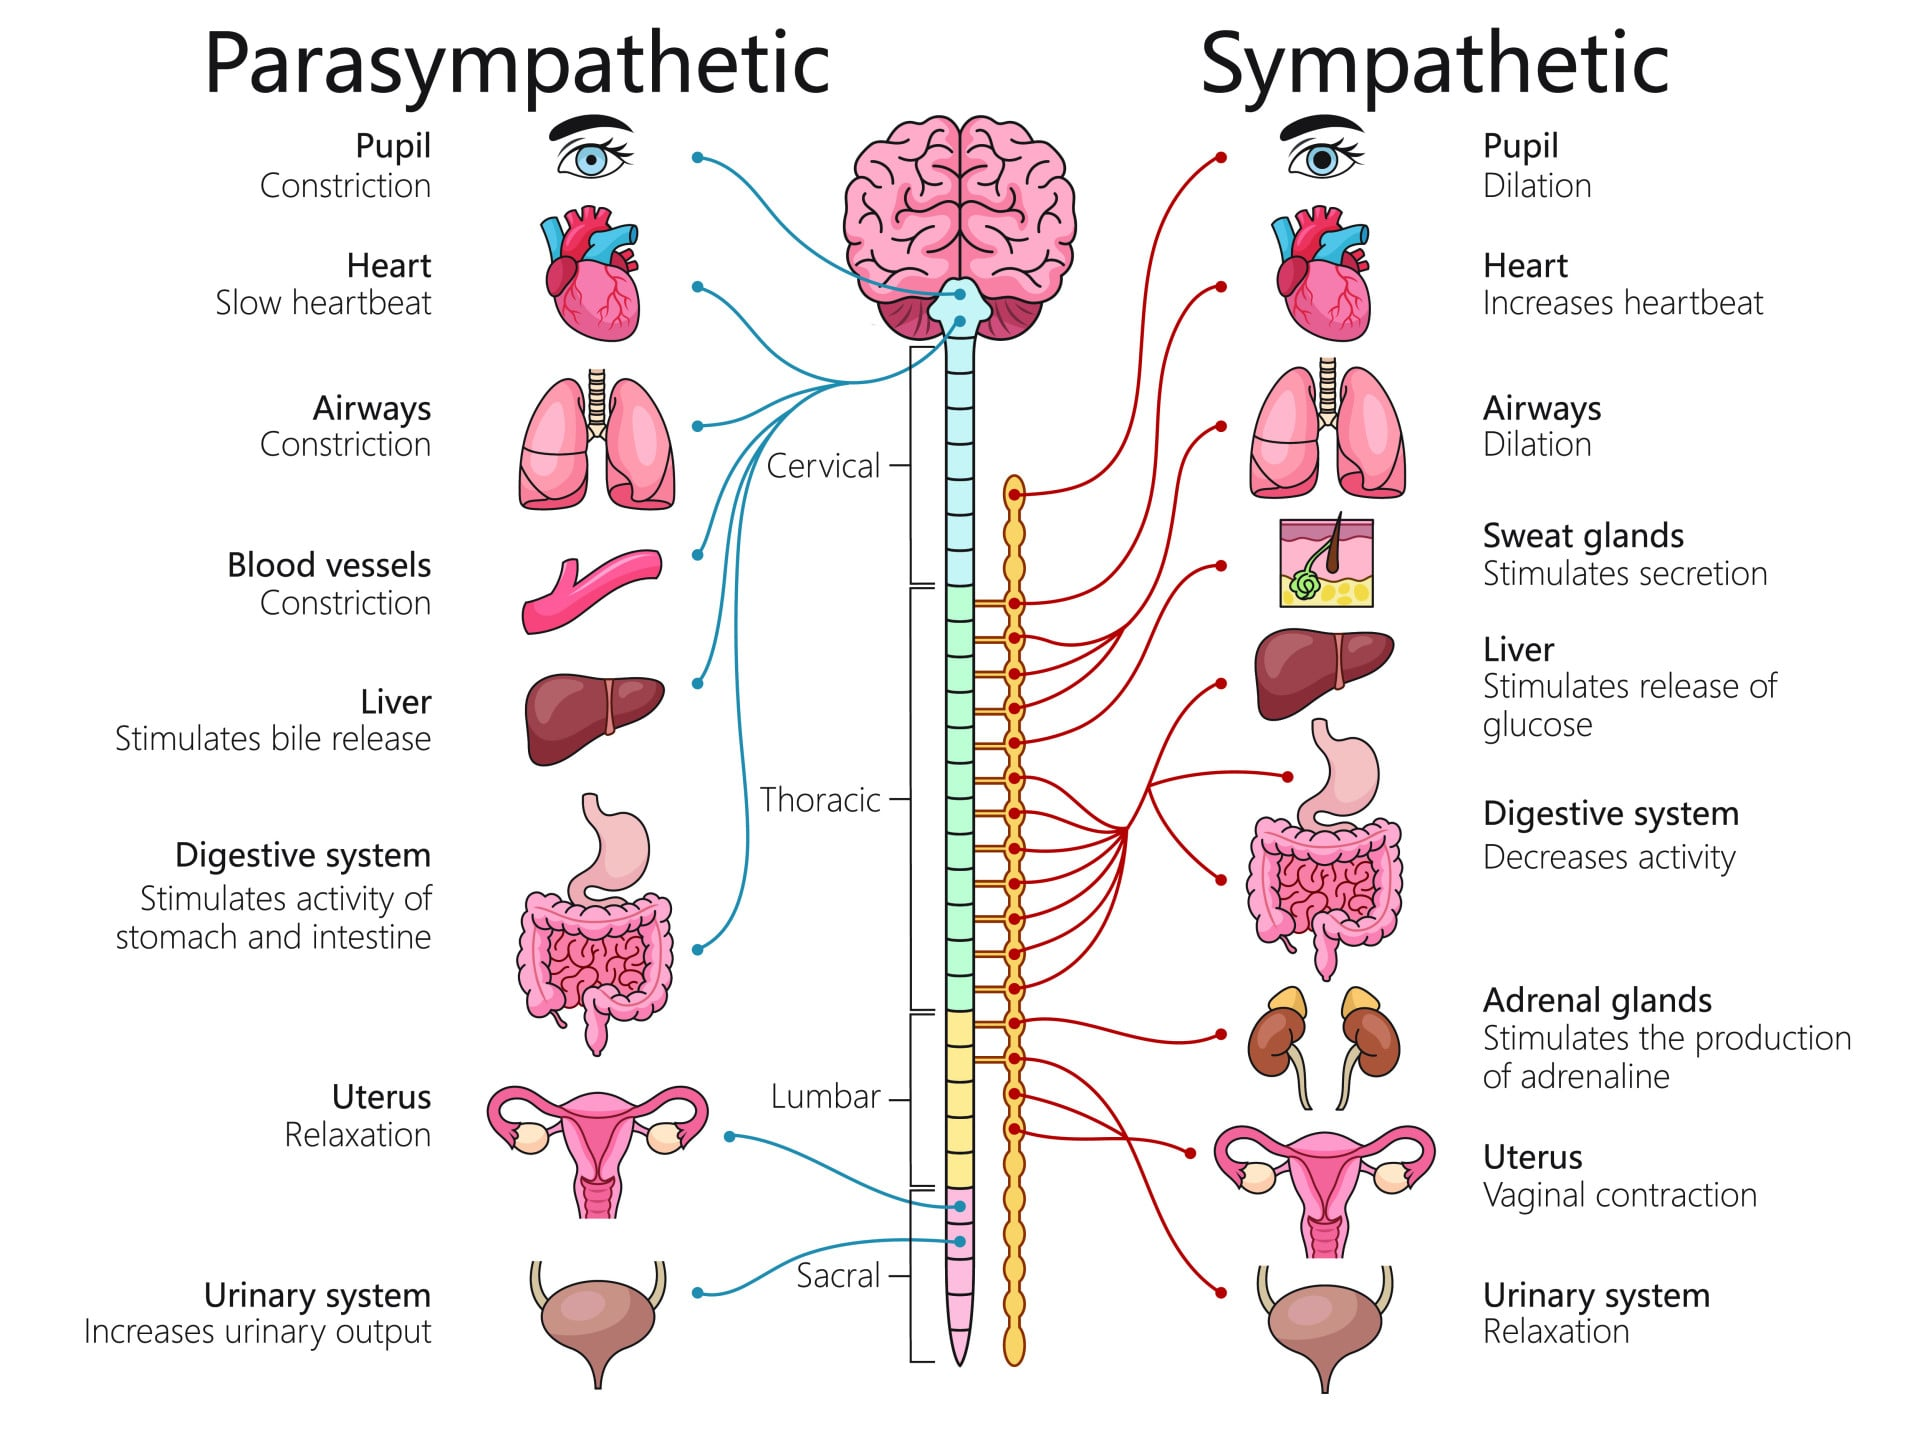 Parasympathetic
Pupil
Constriction
Heart
Slow heartbeat
Airways
Constriction
Blood vessels
Constriction
Liver
Stimulates bile release
Digestive system
Stimulates activity of
stomach and intestine
Uterus
Relaxation
Urinary system
Increases urinary output
Cervical
Thoracic
Lumbar
Sacral
Sympathetic
Pupil
Dilation
Heart
Increases heartbeat
Airways
Dilation
Sweat glands
Stimulates secretion
Liver
Stimulates release of
glucose
Digestive system
Decreases activity
Adrenal glands
Stimulates the production
of adrenaline
Uterus
Vaginal contraction
Urinary system
Relaxation